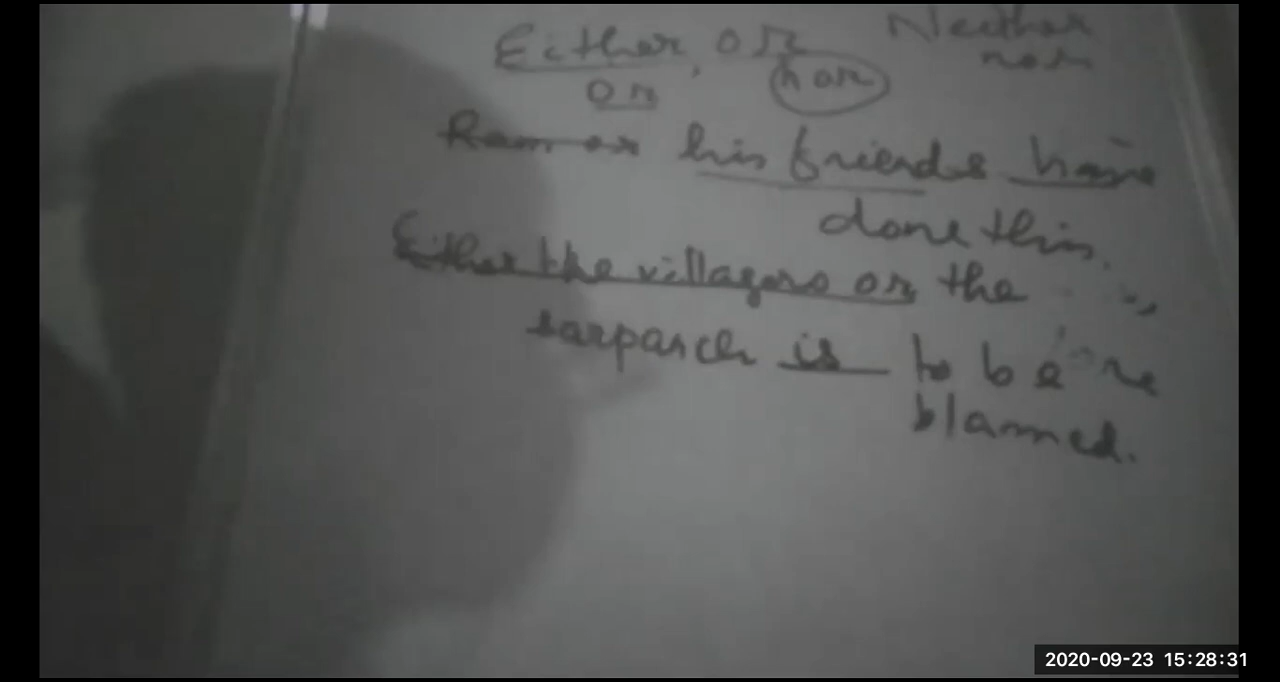 Either, or Neither
or has nor
Ram or his friends have
done this.
Either the villagers or the
sarpanch is to be
blamed.
2020-09-23 15:28:31